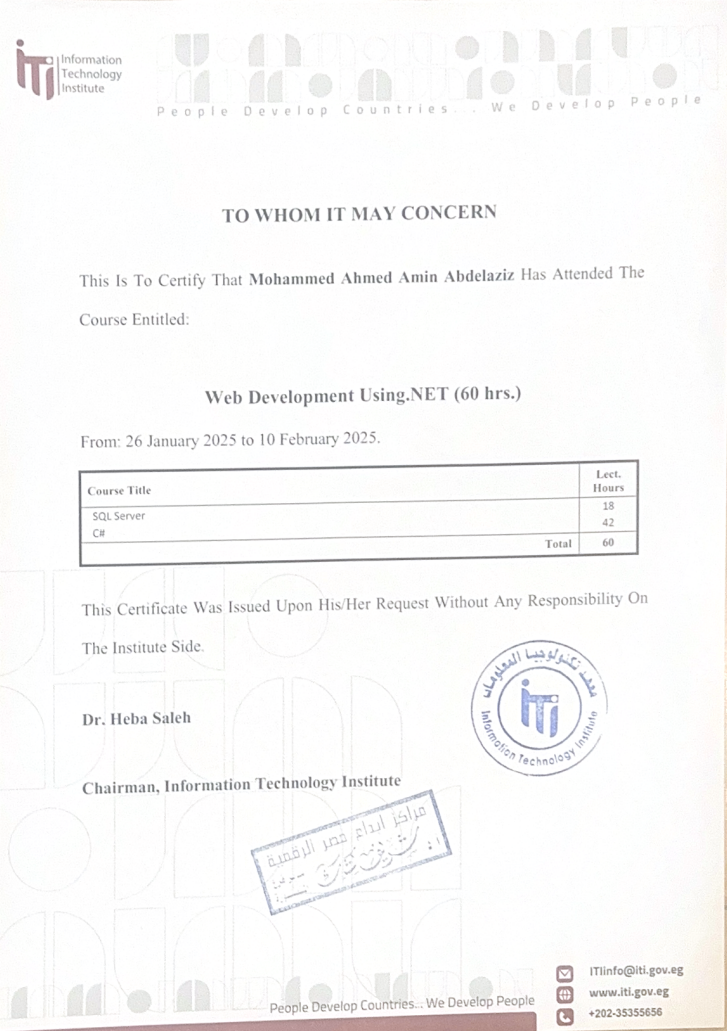 iTi
Information
Technology
Institute
People Develop Countries... We Develop People
TO WHOM IT MAY CONCERN
This Is To Certify That Mohammed Ahmed Amin Abdelaziz Has Attended The
Course Entitled:
Web Development Using.NET (60 hrs.)
From: 26 January 2025 to 10 February 2025.
Course Title Lect. Hours
SQL Server 18
C# 42
Total 60
This Certificate Was Issued Upon His/Her Request Without Any Responsibility On
The Institute Side.
معهد تكنولوجيا المعلومات
iTi
Information Technology Institute
Dr. Heba Saleh
Chairman, Information Technology Institute
مراكز ابداع مصر الرقمية
People Develop Countries... We Develop People
ITIinfo@iti.gov.eg
www.iti.gov.eg
+202-35355656